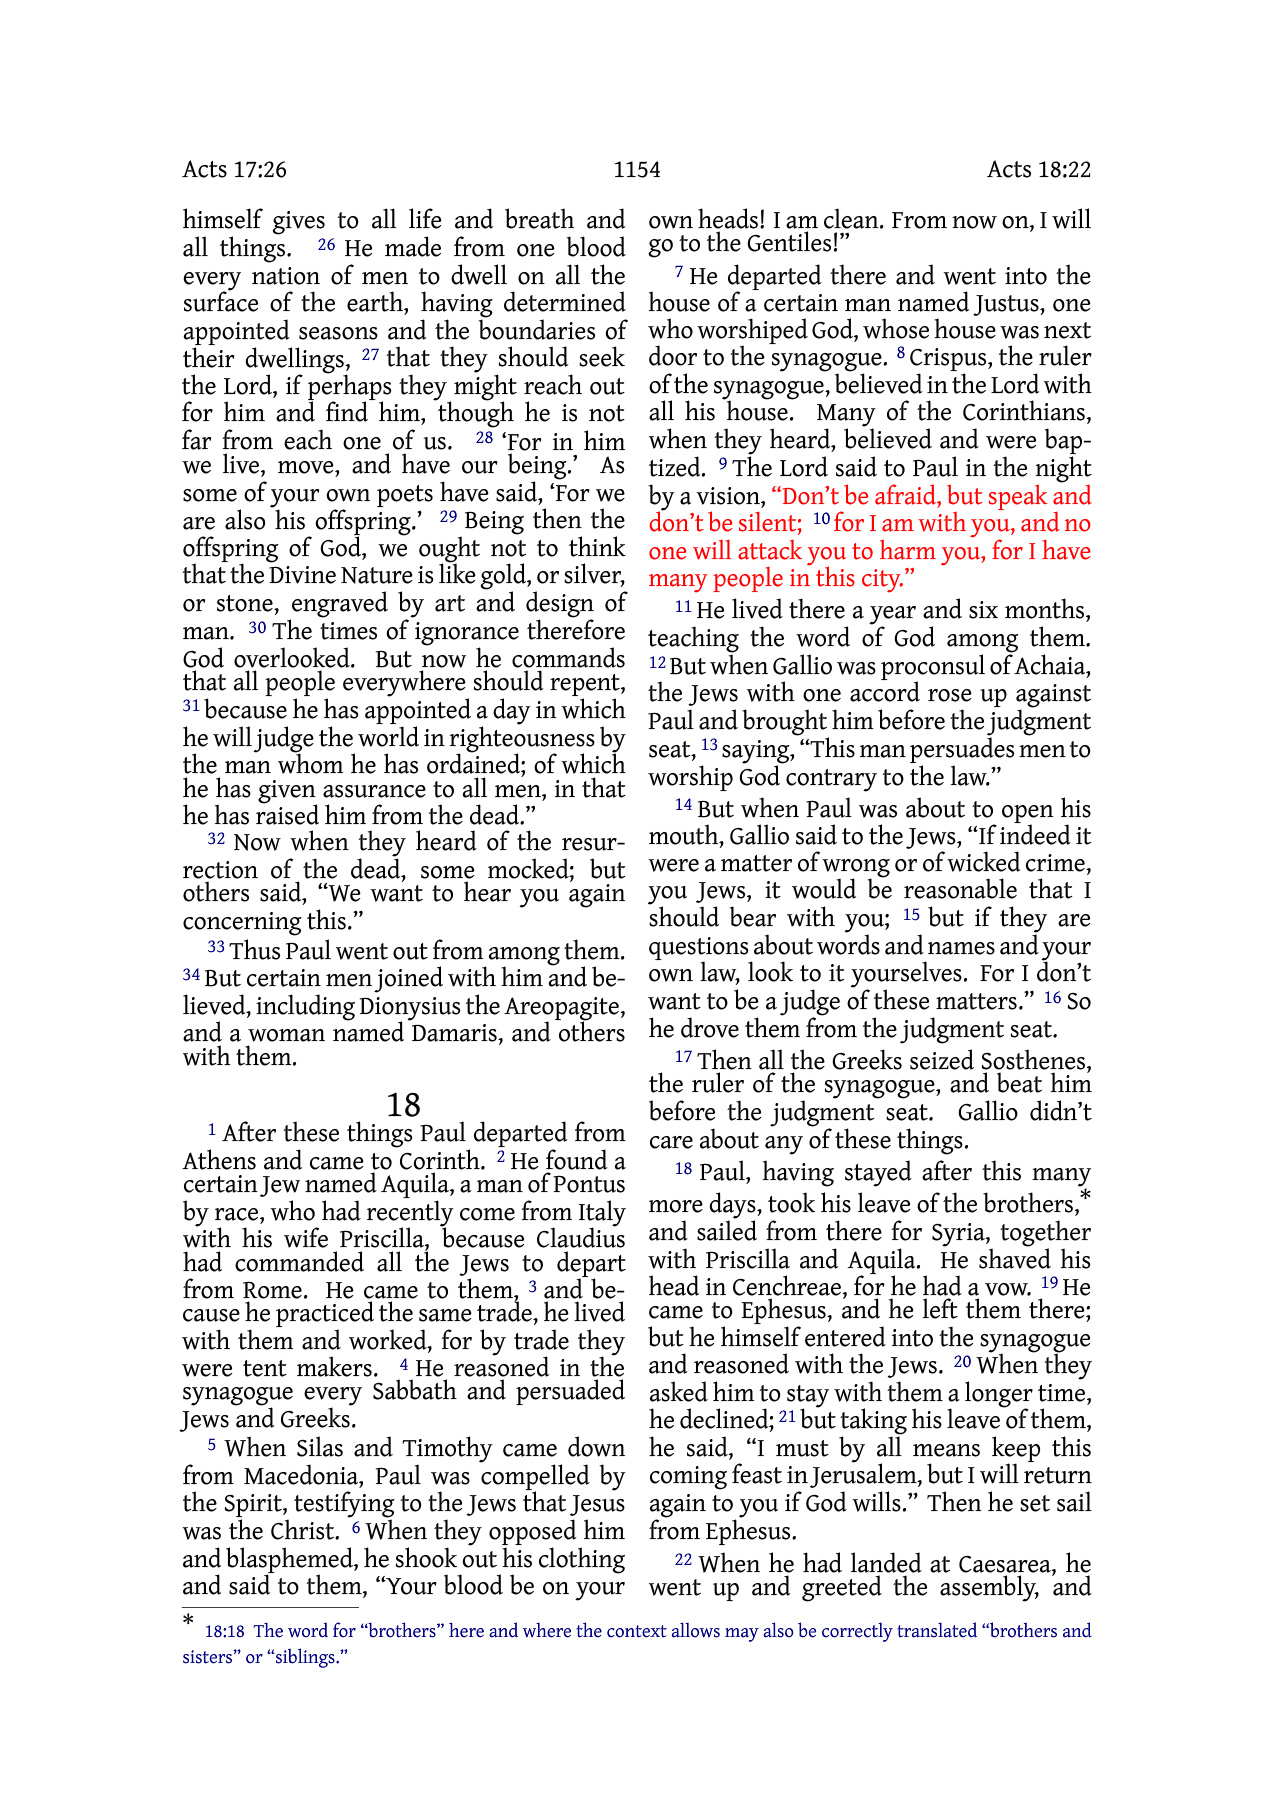 Acts 17:26 1154 Acts 18:22
himself gives to all life and breath and
all things. 26 He made from one blood
every nation of men to dwell on all the
surface of the earth, having determined
appointed seasons and the boundaries of
their dwellings, 27 that they should seek
the Lord, if perhaps they might reach out
for him and find him, though he is not
far from each one of us. 28 ‘For in him
we live, move, and have our being.’ As
some of your own poets have said, ‘For we
are also his offspring.’ 29 Being then the
offspring of God, we ought not to think
that the Divine Nature is like gold, or silver,
or stone, engraved by art and design of
man. 30 The times of ignorance therefore
God overlooked. But now he commands
that all people everywhere should repent,
31 because he has appointed a day in which
he will judge the world in righteousness by
the man whom he has ordained; of which
he has given assurance to all men, in that
he has raised him from the dead.”
32 Now when they heard of the resur-
rection of the dead, some mocked; but
others said, “We want to hear you again
concerning this.”
33 Thus Paul went out from among them.
34 But certain men joined with him and be-
lieved, including Dionysius the Areopagite,
and a woman named Damaris, and others
with them.
18
1 After these things Paul departed from
Athens and came to Corinth. 2 He found a
certain Jew named Aquila, a man of Pontus
by race, who had recently come from Italy
with his wife Priscilla, because Claudius
had commanded all the Jews to depart
from Rome. He came to them, 3 and be-
cause he practiced the same trade, he lived
with them and worked, for by trade they
were tent makers. 4 He reasoned in the
synagogue every Sabbath and persuaded
Jews and Greeks.
5 When Silas and Timothy came down
from Macedonia, Paul was compelled by
the Spirit, testifying to the Jews that Jesus
was the Christ. 6 When they opposed him
and blasphemed, he shook out his clothing
and said to them, “Your blood be on your
own heads! I am clean. From now on, I will
go to the Gentiles!”
7 He departed there and went into the
house of a certain man named Justus, one
who worshiped God, whose house was next
door to the synagogue. 8 Crispus, the ruler
of the synagogue, believed in the Lord with
all his house. Many of the Corinthians,
when they heard, believed and were bap-
tized. 9 The Lord said to Paul in the night
by a vision, “Don’t be afraid, but speak and
don’t be silent; 10 for I am with you, and no
one will attack you to harm you, for I have
many people in this city.”
11 He lived there a year and six months,
teaching the word of God among them.
12 But when Gallio was proconsul of Achaia,
the Jews with one accord rose up against
Paul and brought him before the judgment
seat, 13 saying, “This man persuades men to
worship God contrary to the law.”
14 But when Paul was about to open his
mouth, Gallio said to the Jews, “If indeed it
were a matter of wrong or of wicked crime,
you Jews, it would be reasonable that I
should bear with you; 15 but if they are
questions about words and names and your
own law, look to it yourselves. For I don’t
want to be a judge of these matters.” 16 So
he drove them from the judgment seat.
17 Then all the Greeks seized Sosthenes,
the ruler of the synagogue, and beat him
before the judgment seat. Gallio didn’t
care about any of these things.
18 Paul, having stayed after this many
more days, took his leave of the brothers,*
and sailed from there for Syria, together
with Priscilla and Aquila. He shaved his
head in Cenchreae, for he had a vow. 19 He
came to Ephesus, and he left them there;
but he himself entered into the synagogue
and reasoned with the Jews. 20 When they
asked him to stay with them a longer time,
he declined; 21 but taking his leave of them,
he said, “I must by all means keep this
coming feast in Jerusalem, but I will return
again to you if God wills.” Then he set sail
from Ephesus.
22 When he had landed at Caesarea, he
went up and greeted the assembly, and
* 18:18 The word for “brothers” here and where the context allows may also be correctly translated “brothers and
sisters” or “siblings.”